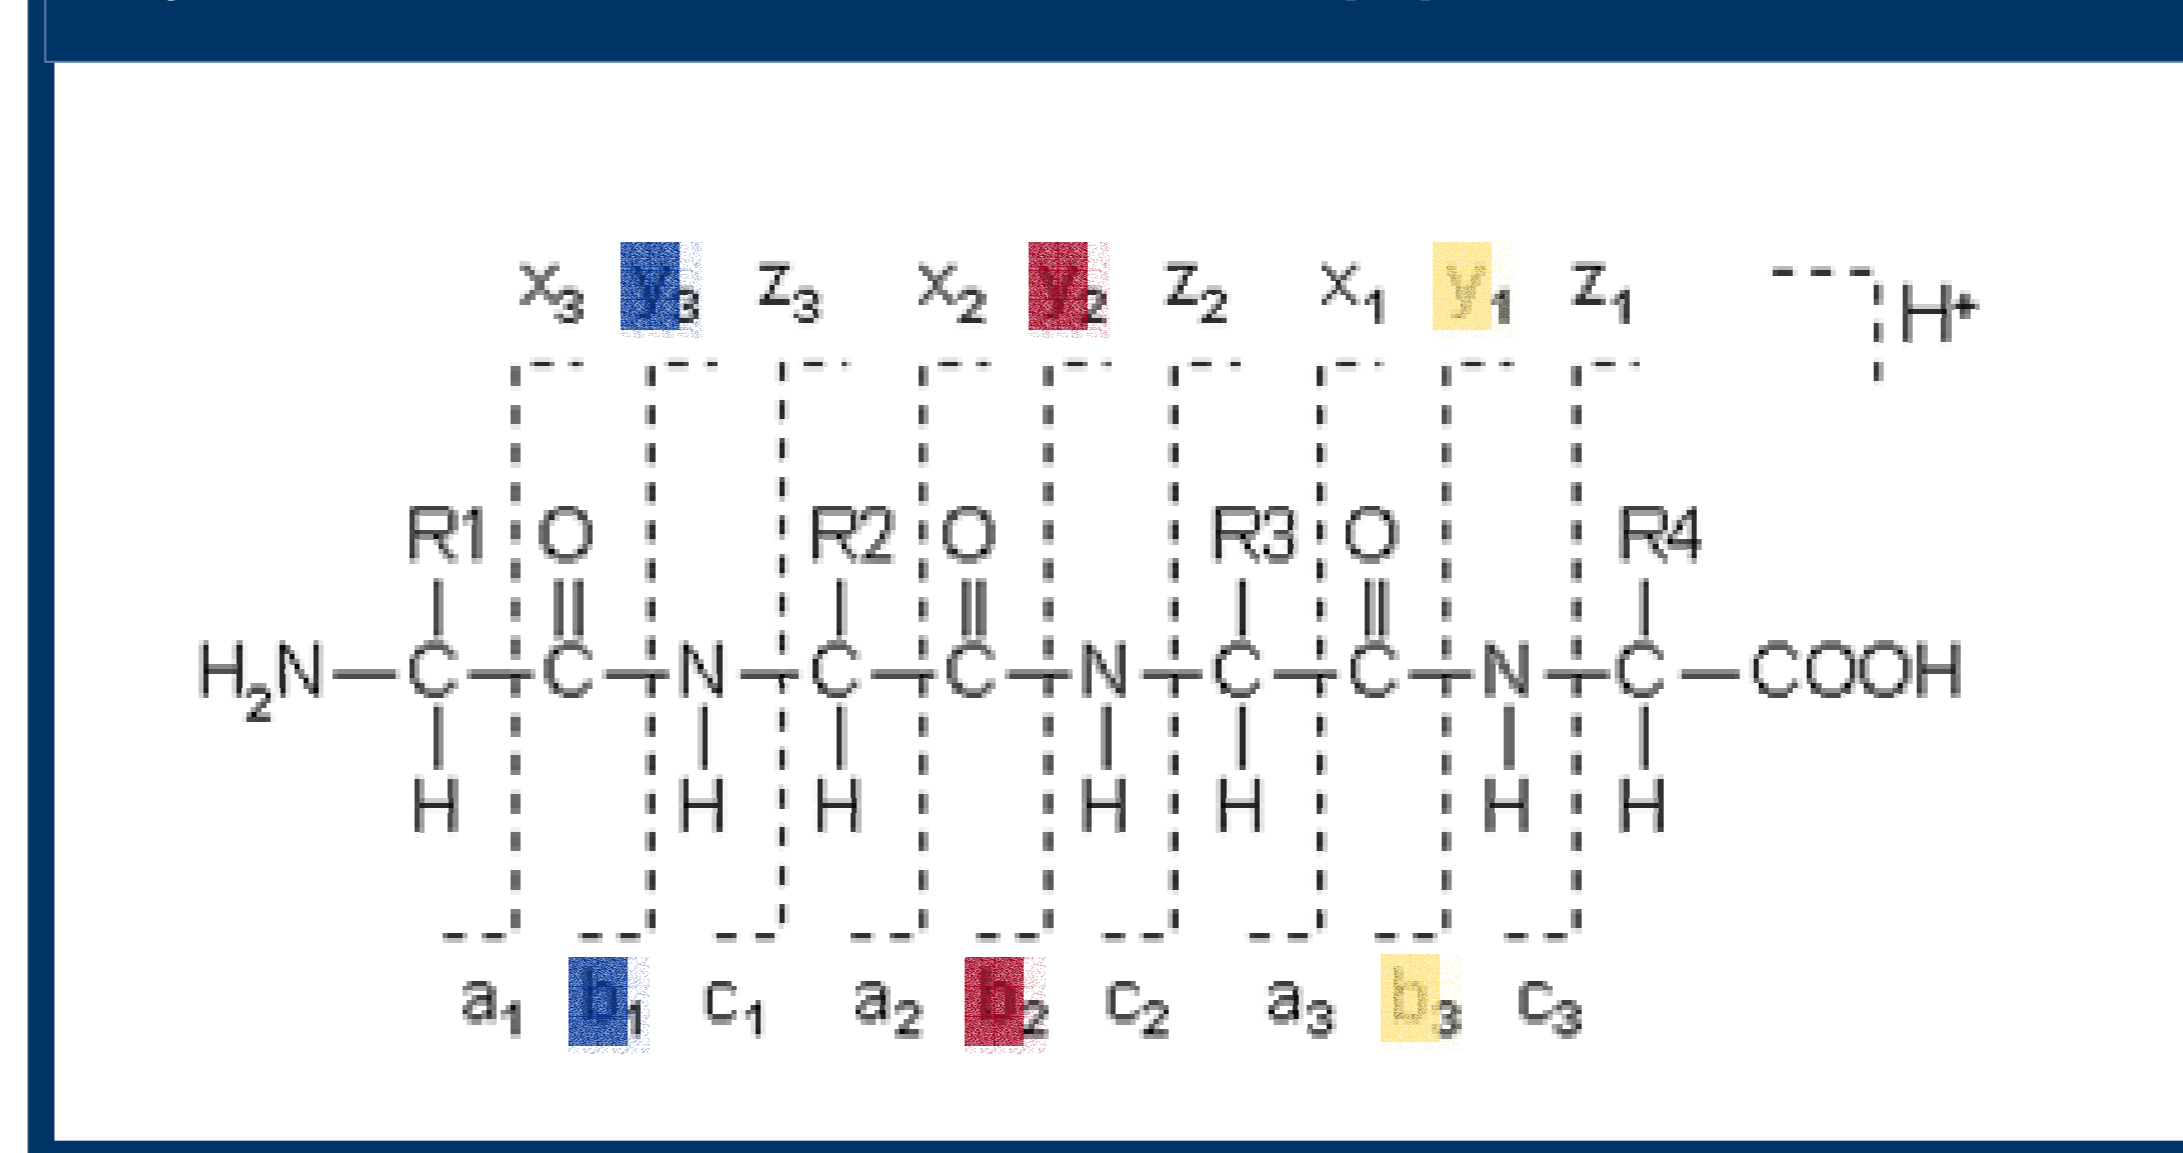 x3 y3 z3 x2 y2 z2 x1 y1 z1 H+
R1 O R2 O R3 O R4
H2N C C N C C N C C N C COOH
H H H H H H H
a1 b1 c1 a2 b2 c2 a3 b3 c3